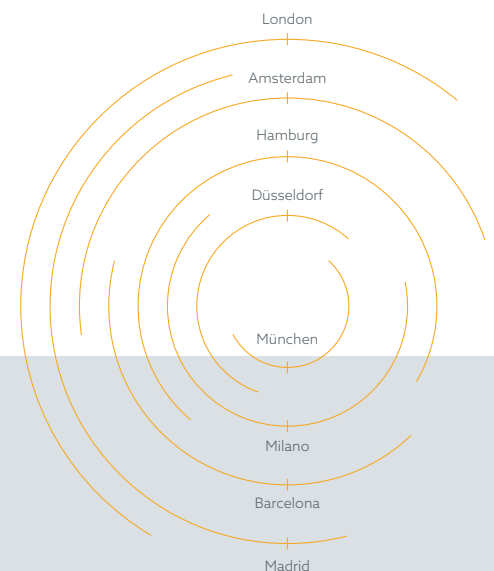 London
Amsterdam
Hamburg
Düsseldorf
München
Milano
Barcelona
Madrid